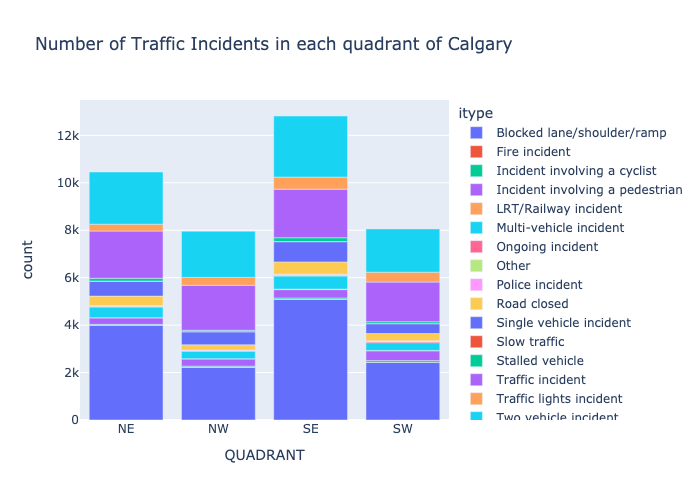 Number of Traffic Incidents in each quadrant of Calgary
itype
Blocked lane/shoulder/ramp
Fire incident
Incident involving a cyclist
Incident involving a pedestrian
LRT/Railway incident
Multi-vehicle incident
Ongoing incident
Other
Police incident
Road closed
Single vehicle incident
Slow traffic
Stalled vehicle
Traffic incident
Traffic lights incident
Two vehicle incident
12k
10k
8k
6k
4k
2k
0
count
NE NW SE SW
QUADRANT